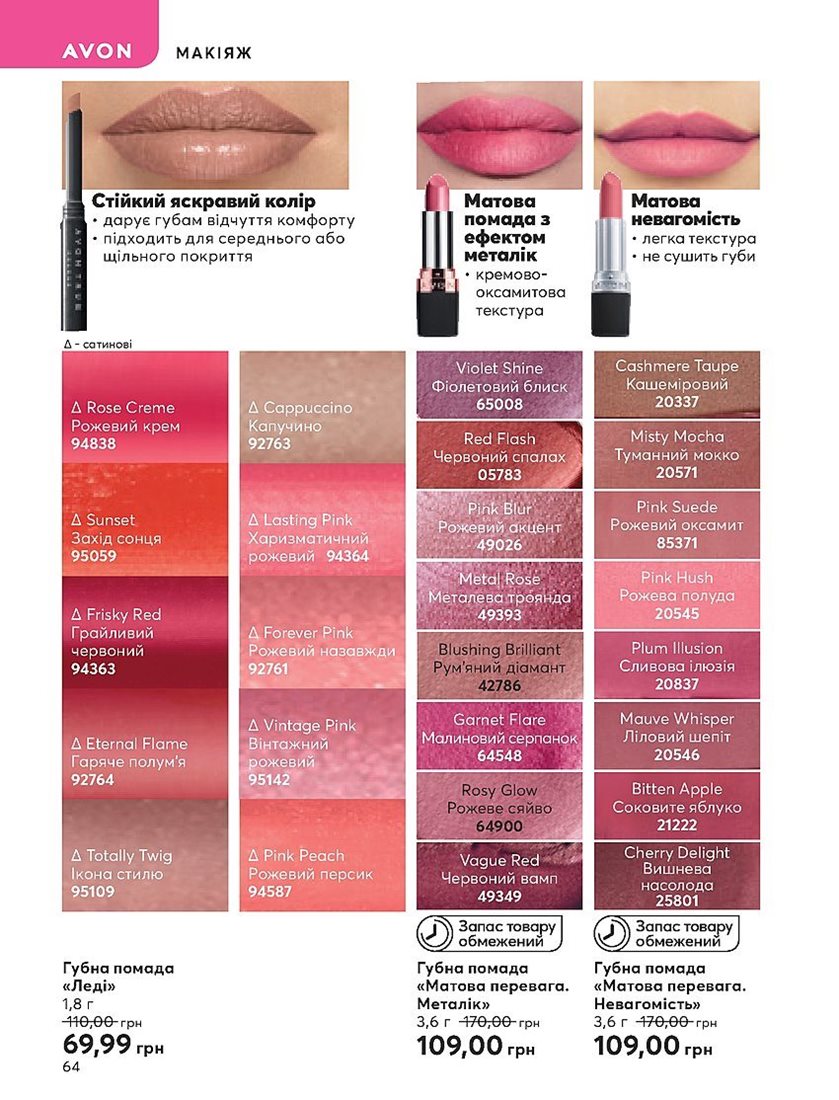 AVON
МАКІЯЖ
Стійкий яскравий колір
• дарує губам відчуття комфорту
• підходить для середнього або
щільного покриття
Матова
помада з
ефектом
металік
• кремово-
оксамитова
текстура
Матова
невагомість
• легка текстура
• не сушить губи
Δ - сатинові
Δ Rose Creme
Рожевий крем
94838
Δ Sunset
Захід сонця
95059
Δ Frisky Red
Грайливий
червоний
94363
Δ Eternal Flame
Гаряче полум'я
92764
Δ Totally Twig
Ікона стилю
95109
Δ Cappuccino
Капучино
92763
Δ Lasting Pink
Харизматичний
рожевий 94364
Δ Forever Pink
Рожевий назавжди
92761
Δ Vintage Pink
Вінтажний
рожевий
95142
Δ Pink Peach
Рожевий персик
94587
Violet Shine
Фіолетовий блиск
65008
Red Flash
Червоний спалах
05783
Pink Blur
Рожевий акцент
49026
Metal Rose
Металева троянда
49393
Blushing Brilliant
Рум'яний діамант
42786
Garnet Flare
Малиновий серпанок
64548
Rosy Glow
Рожеве сяйво
64900
Vague Red
Червоний вамп
49349
Cashmere Taupe
Кашеміровий
20337
Misty Mocha
Туманний мокко
20571
Pink Suede
Рожевий оксамит
85371
Pink Hush
Рожева полуда
20545
Plum Illusion
Сливова ілюзія
20837
Mauve Whisper
Ліловий шепіт
20546
Bitten Apple
Соковите яблуко
21222
Cherry Delight
Вишнева
насолода
25801
Губна помада
«Леді»
1,8 г
110,00 грн
69,99 грн
Запас товару
обмежений
Губна помада
«Матова перевага.
Металік»
3,6 г 170,00 грн
109,00 грн
Запас товару
обмежений
Губна помада
«Матова перевага.
Невагомість»
3,6 г 170,00 грн
109,00 грн
64